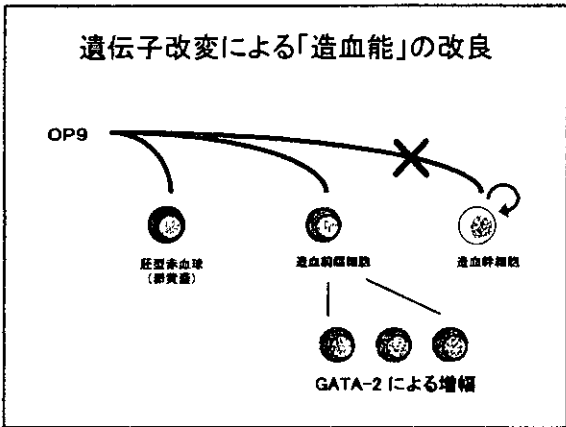 遺伝子改変による「造血能」の改良
OP9
胚型赤血球
(卵黄嚢)
造血前駆細胞
造血幹細胞
GATA-2 による増幅